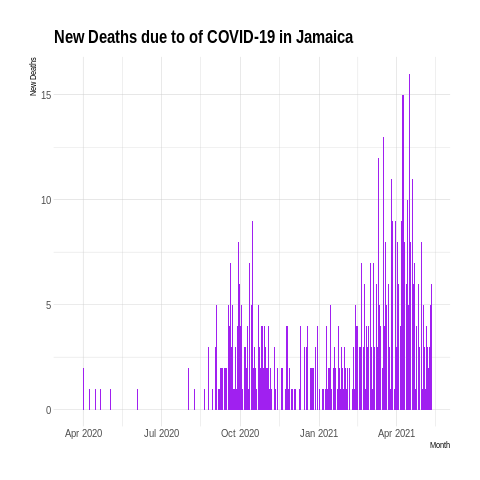 New Deaths due to of COVID-19 in Jamaica
New Deaths
15
10
5
0
Apr 2020 Jul 2020 Oct 2020 Jan 2021 Apr 2021
Month